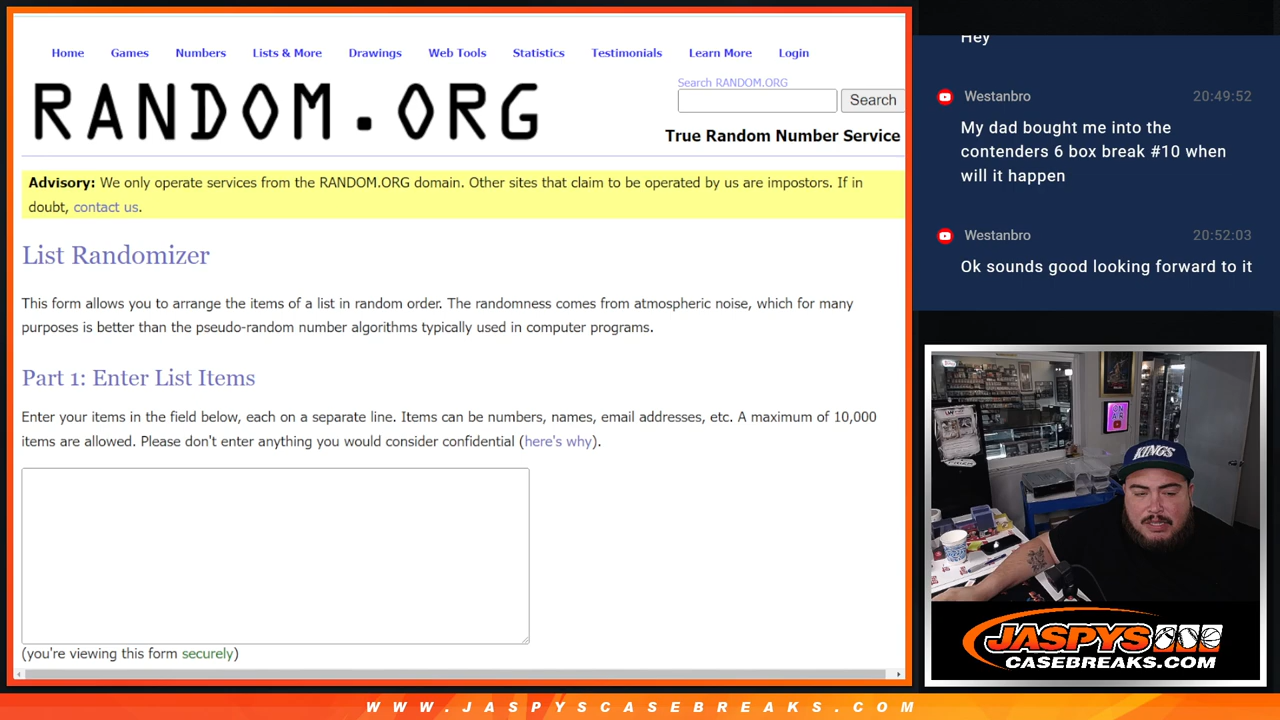 Home Games Numbers Lists & More Drawings Web Tools Statistics Testimonials Learn More Login
RANDOM.ORG
Search RANDOM.ORG
Search
True Random Number Service
Advisory: We only operate services from the RANDOM.ORG domain. Other sites that claim to be operated by us are impostors. If in
doubt, contact us.
List Randomizer
This form allows you to arrange the items of a list in random order. The randomness comes from atmospheric noise, which for many
purposes is better than the pseudo-random number algorithms typically used in computer programs.
Part 1: Enter List Items
Enter your items in the field below, each on a separate line. Items can be numbers, names, email addresses, etc. A maximum of 10,000
items are allowed. Please don't enter anything you would consider confidential (here's why).
(you're viewing this form securely)
Hey
Westanbro 20:49:52
My dad bought me into the
contenders 6 box break #10 when
will it happen
Westanbro 20:52:03
Ok sounds good looking forward to it
KINGS
JASPYS
CASEBREAKS.COM
WWW.JASPYSCASEBREAKS.COM